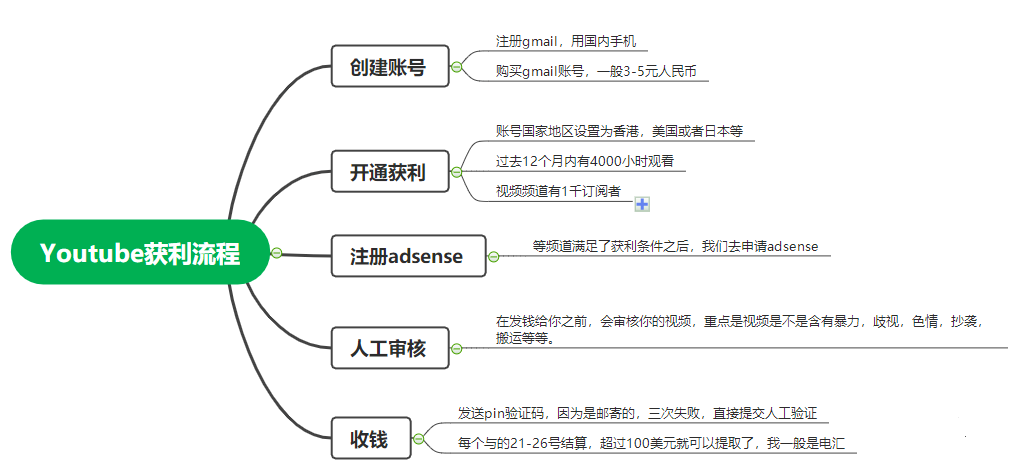 Youtube获利流程
创建账号
注册gmail，用国内手机
购买gmail账号，一般3-5元人民币
开通获利
账号国家地区设置为香港，美国或者日本等
过去12个月内有4000小时观看
视频频道有1千订阅者
注册adsense
等频道满足了获利条件之后，我们去申请adsense
人工审核
在发钱给你之前，会审核你的视频，重点是视频是不是含有暴力，歧视，色情，抄袭，
搬运等等。
收钱
发送pin验证码，因为是邮寄的，三次失败，直接提交人工验证
每个与的21-26号结算，超过100美元就可以提取了，我一般是电汇